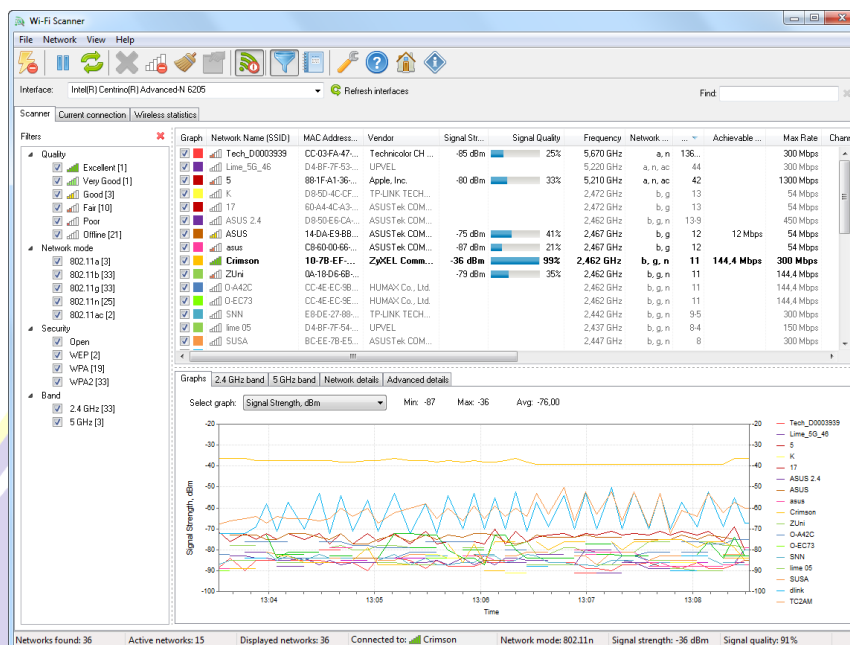 Wi-Fi Scanner
File Network View Help
Interface: Intel(R) Centrino(R) Advanced-N 6205 Refresh interfaces Find:
Scanner Current connection Wireless statistics
Filters
Quality
Excellent [1]
Very Good [1]
Good [3]
Fair [10]
Poor
Offline [21]
Network mode
802.11a [3]
802.11b [33]
802.11g [33]
802.11n [25]
802.11ac [2]
Security
Open
WEP [2]
WPA [19]
WPA2 [33]
Band
2.4 GHz [33]
5 GHz [3]
Graph Network Name (SSID) MAC Address... Vendor Signal Str... Signal Quality Frequency Network ... ... Achievable ... Max Rate Chann
Tech_D0003939 CC-03-FA-47-... Technicolor CH ... -85 dBm 25% 5,670 GHz a, n 136... 300 Mbps
Lime_5G_46 D4-BF-7F-53-... UPVEL 5,220 GHz a, n, ac 44 300 Mbps
5 88-1F-A1-36-... Apple, Inc. -80 dBm 33% 5,210 GHz a, n, ac 42 1300 Mbps
K D8-5D-4C-CF... TP-LINK TECH... 2,472 GHz b, g 13 54 Mbps
17 60-A4-4C-A3-... ASUSTek COM... 2,472 GHz b, g 13 54 Mbps
ASUS 2.4 D8-50-E6-CA-... ASUSTek COM... 2,462 GHz b, g, n 13-9 450 Mbps
ASUS 14-DA-E9-BB... ASUSTek COM... -75 dBm 41% 2,467 GHz b, g 12 12 Mbps 54 Mbps
asus C8-60-00-66-... ASUSTek COM... -87 dBm 21% 2,467 GHz b, g 12 54 Mbps
Crimson 10-7B-EF-... ZyXEL Comm... -36 dBm 99% 2,462 GHz b, g, n 11 144,4 Mbps 300 Mbps
ZUni 0A-18-D6-6B-... -79 dBm 35% 2,462 GHz b, g, n 11 144,4 Mbps
O-A42C CC-4E-EC-9B... HUMAX Co., Ltd. 2,462 GHz b, g, n 11 144,4 Mbps
O-EC73 CC-4E-EC-9E... HUMAX Co., Ltd. 2,462 GHz b, g, n 11 144,4 Mbps
SNN E8-DE-27-88-... TP-LINK TECH... 2,442 GHz b, g, n 9-5 300 Mbps
lime 05 D4-BF-7F-54-... UPVEL 2,437 GHz b, g, n 8-4 150 Mbps
SUSA BC-EE-7B-E5... ASUSTek COM... 2,447 GHz b, g, n 8 300 Mbps
Graphs 2.4 GHz band 5 GHz band Network details Advanced details
Select graph: Signal Strength, dBm Min: -87 Max: -36 Avg: -76,00
Signal Strength, dBm
-20 -20
-30 -30
-40 -40
-50 -50
-60 -60
-70 -70
-80 -80
-90 -90
-100 -100
13:04 13:05 13:06 13:07 13:08
Time
Tech_D0003939
Lime_5G_46
5
K
17
ASUS 2.4
ASUS
asus
Crimson
ZUni
O-A42C
O-EC73
SNN
lime 05
SUSA
dlink
TC2AM
Networks found: 36 Active networks: 15 Displayed networks: 36 Connected to: Crimson Network mode: 802.11n Signal strength: -36 dBm Signal quality: 91%